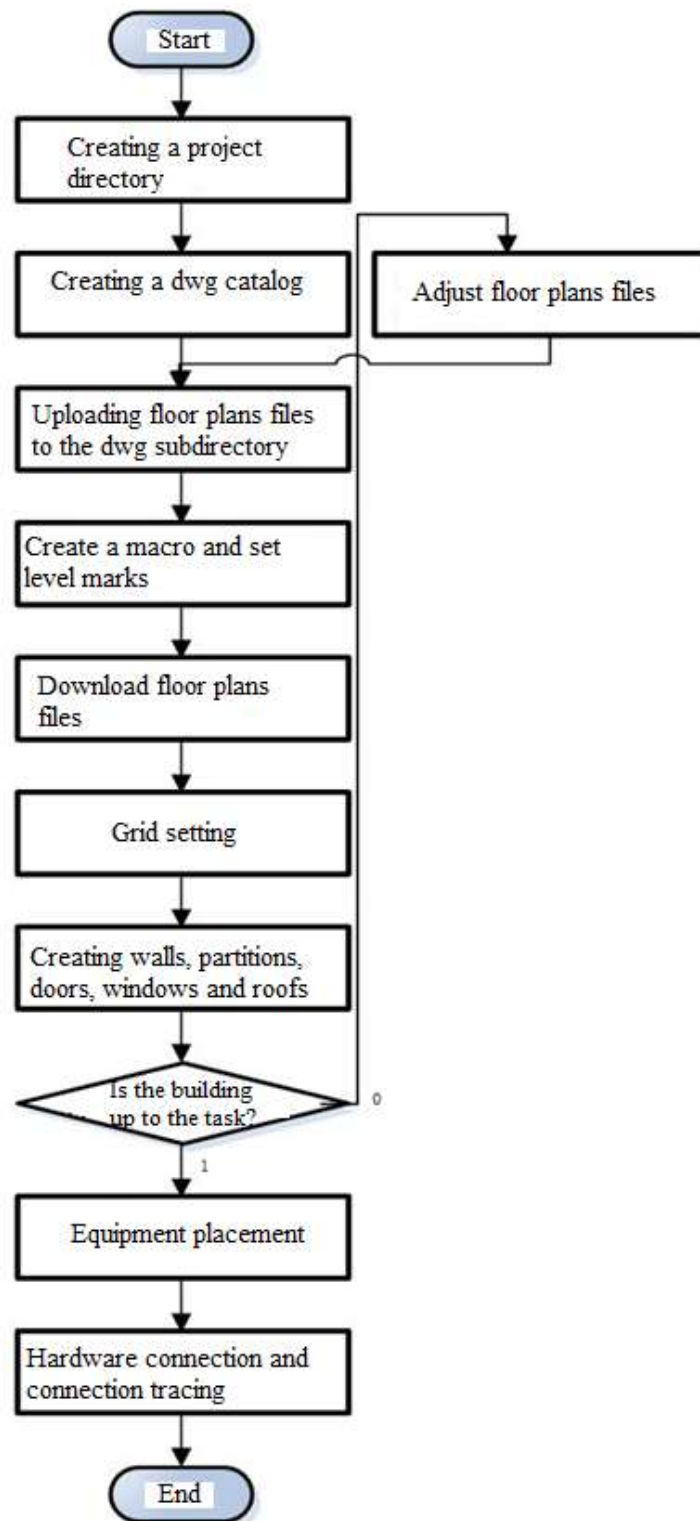 Start
Creating a project
directory
Creating a dwg catalog
Adjust floor plans files
Uploading floor plans files
to the dwg subdirectory
Create a macro and set
level marks
Download floor plans
files
Grid setting
Creating walls, partitions,
doors, windows and roofs
Is the building
up to the task?
0
1
Equipment placement
Hardware connection and
connection tracing
End